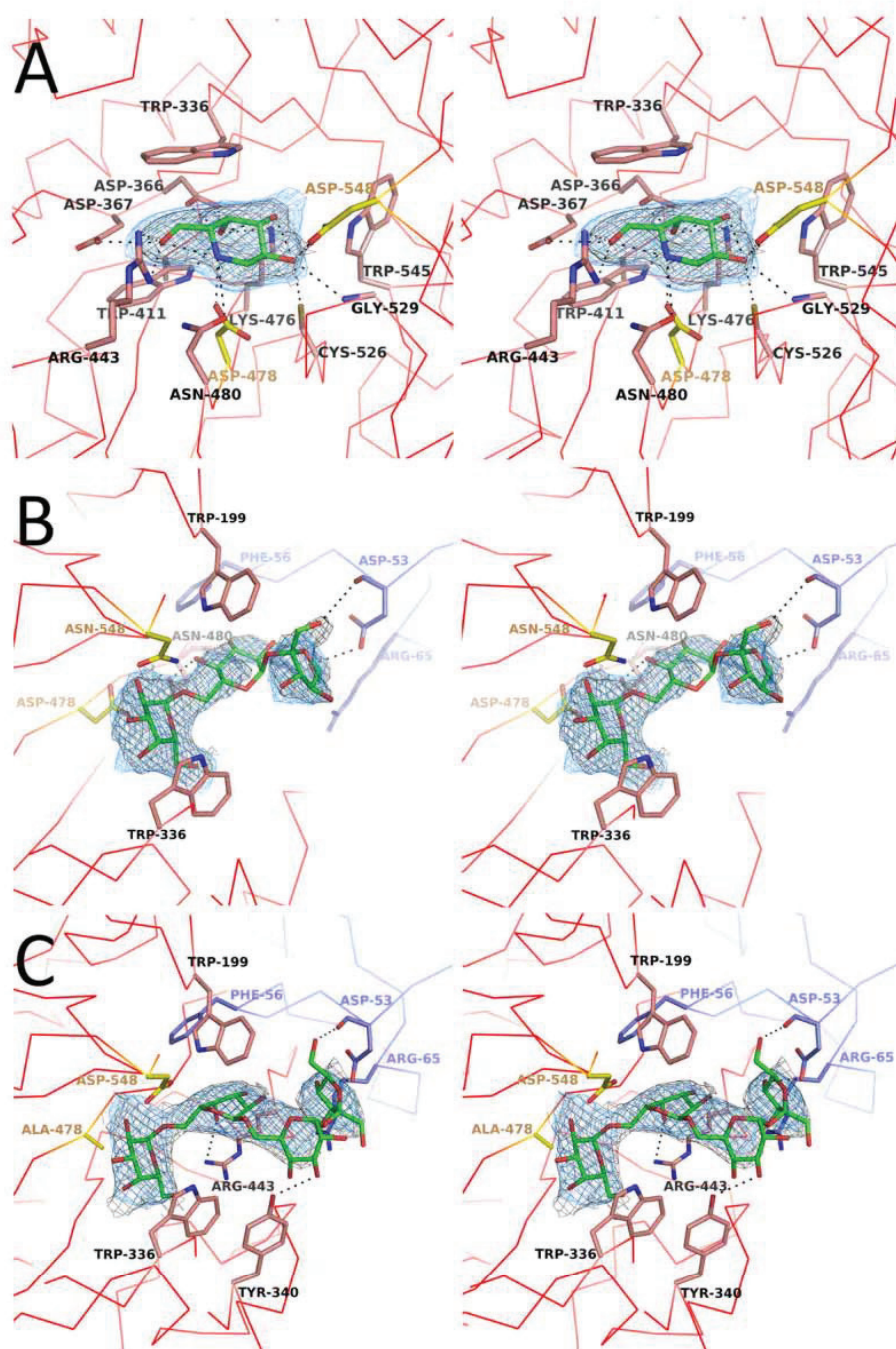 A
TRP-336
TRP-336
ASP-366
ASP-548
ASP-366
ASP-548
ASP-367
ASP-367
TRP-545
TRP-545
TRP-411
LYS-476
GLY-529
TRP-411
LYS-476
GLY-529
ARG-443
CYS-526
ARG-443
CYS-526
ASP-478
ASP-478
ASN-480
ASN-480
B
TRP-199
TRP-199
PHE-56
ASP-53
PHE-56
ASP-53
ASN-548
ASN-480
ASN-548
ASN-480
ARG-65
ARG-65
ASP-478
ASP-478
TRP-336
TRP-336
C
TRP-199
TRP-199
PHE-56
ASP-53
PHE-56
ASP-53
ARG-65
ARG-65
ASP-548
ASP-548
ALA-478
ALA-478
ARG-443
ARG-443
TRP-336
TRP-336
TYR-340
TYR-340